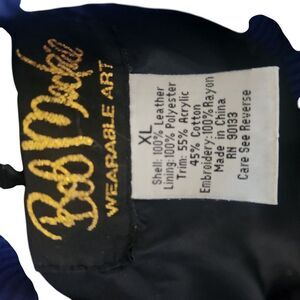 Bob Mackie
WEARABLE ART
XL
Shell: 100% Leather
Lining: 100% Polyester
Trim: 55% Acrylic
45% Cotton
Embroidery: 100% Rayon
Made in China
RN 90193
Care See Reverse